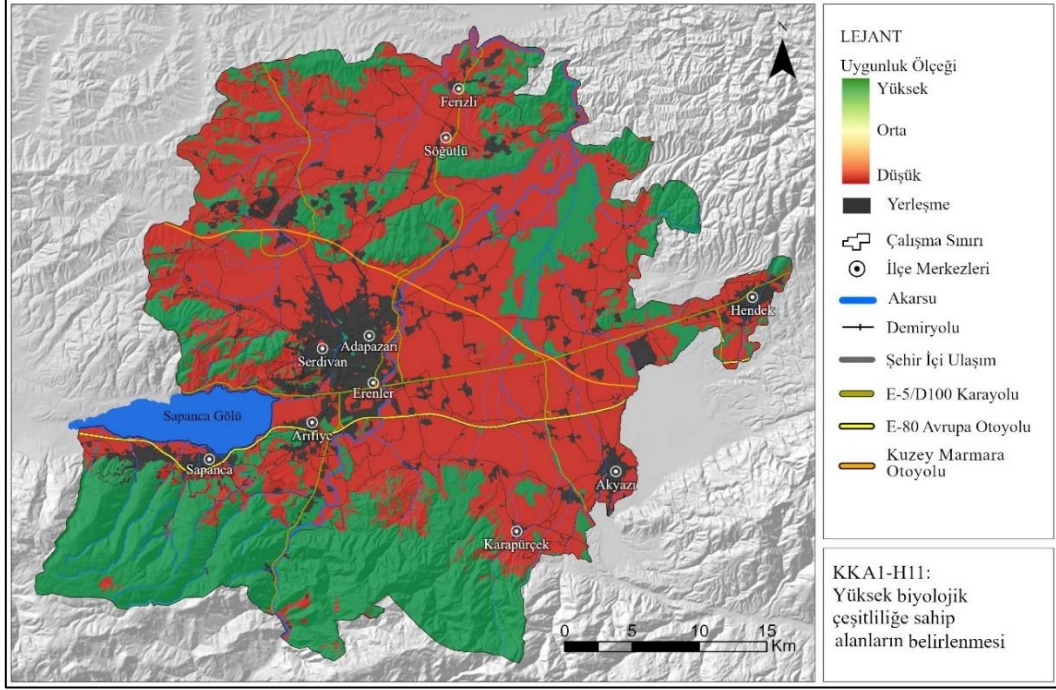 N
Ferizli
Söğütlü
Hendek
Adapazarı
Serdivan
Erenler
Sapanca Gölü
Arifiye
Sapanca
Akyazı
Karapürçek
0 5 10 15
Km
LEJANT
Uygunluk Ölçeği
Yüksek
Orta
Düşük
Yerleşme
Çalışma Sınırı
İlçe Merkezleri
Akarsu
Demiryolu
Şehir İçi Ulaşım
E-5/D100 Karayolu
E-80 Avrupa Otoyolu
Kuzey Marmara
Otoyolu
KKA1-H11:
Yüksek biyolojik
çeşitliliğe sahip
alanların belirlenmesi